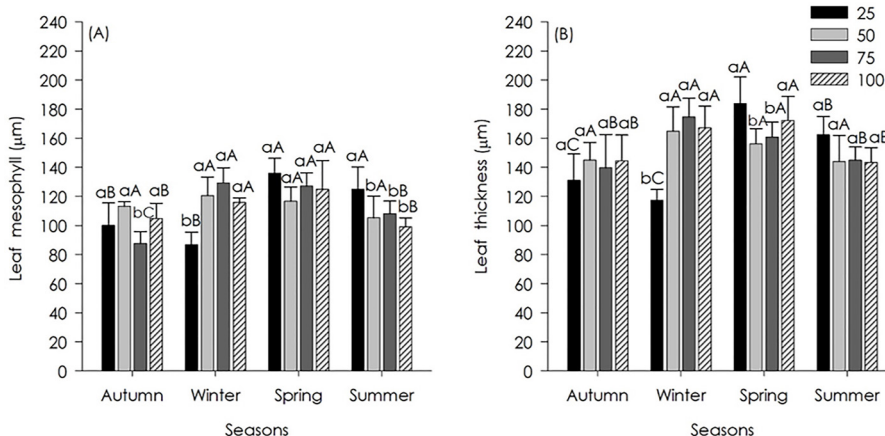 (A)
240
220
200
180
160
140
120
100
80
60
40
20
0
Leaf mesophyll (μm)
aB aA bC aB
bB aA aA aA
aA aA aA aA
aA bA bB bB
Autumn Winter Spring Summer
Seasons
(B)
240
220
200
180
160
140
120
100
80
60
40
20
0
Leaf thickness (μm)
aC aA aB aB
bC aA aA aA
aA bA bA aA
aB aA aB aB
Autumn Winter Spring Summer
Seasons
25
50
75
100